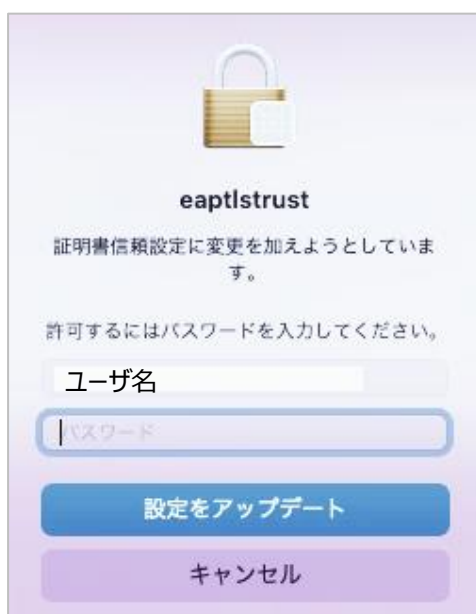 eaptlstrust
証明書信頼設定に変更を加えようとしていま
す。
許可するにはパスワードを入力してください。
ユーザ名
パスワード
設定をアップデート
キャンセル